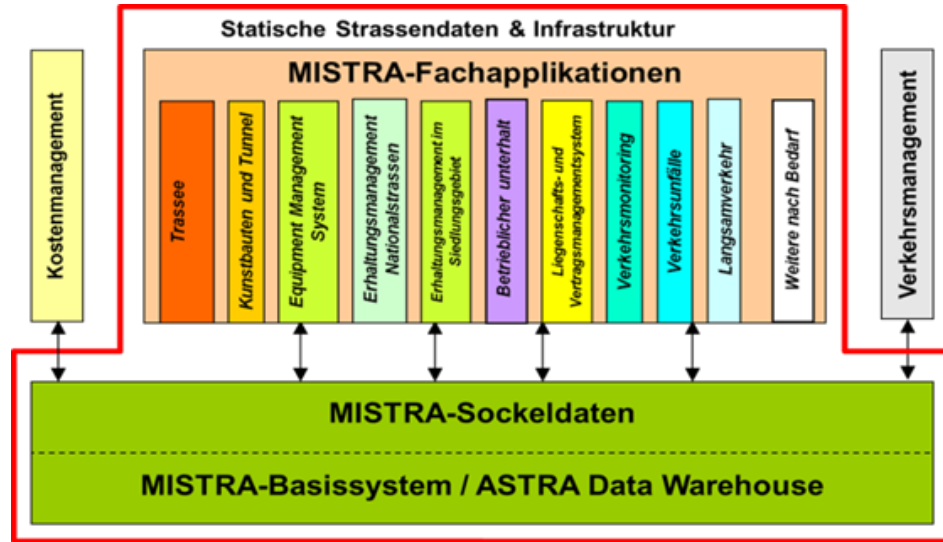 Statische Strassendaten & Infrastruktur
Kostenmanagement
MISTRA-Fachapplikationen
Trassee
Kunstbauten und Tunnel
Equipment Management
System
Erhaltungsmanagement
Nationalstrassen
Erhaltungsmanagement im
Siedlungsgebiet
Betrieblicher unterhalt
Liegenschafts- und
Vertragsmanagementsystem
Verkehrsmonitoring
Verkehrsunfälle
Langsamverkehr
Weitere nach Bedarf
Verkehrsmanagement
MISTRA-Sockeldaten
MISTRA-Basissystem / ASTRA Data Warehouse